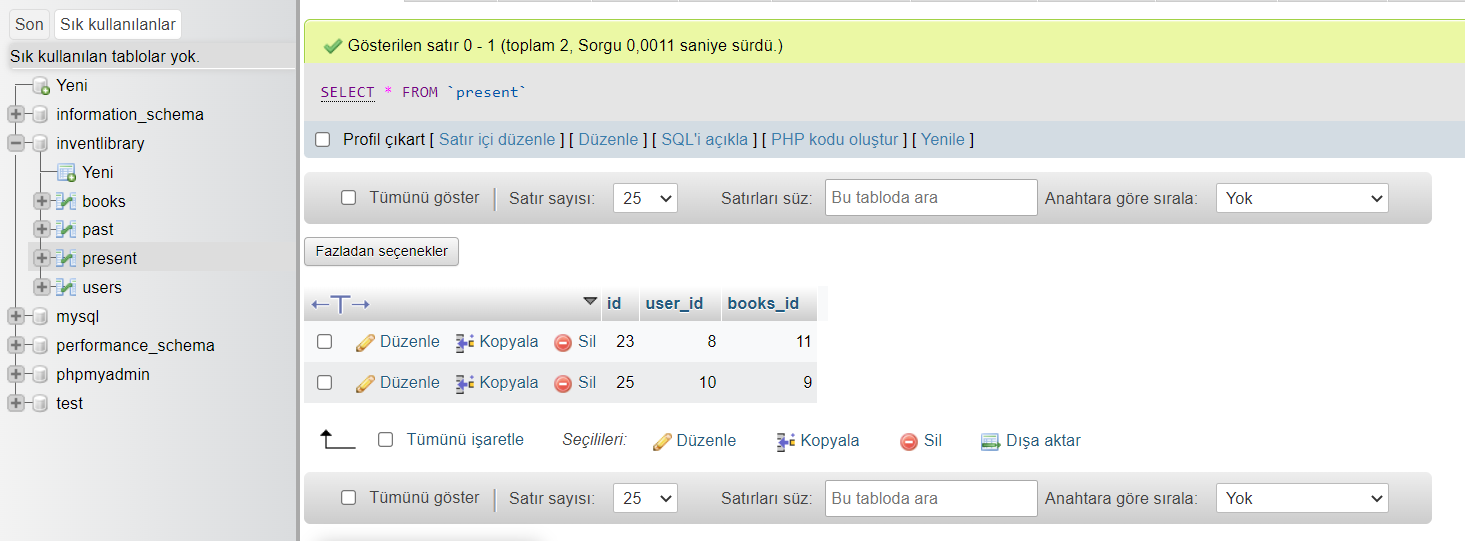 Son Sık kullanılanlar
Sık kullanılan tablolar yok.
Yeni
information_schema
inventlibrary
Yeni
books
past
present
users
mysql
performance_schema
phpmyadmin
test
Gösterilen satır 0 - 1 (toplam 2, Sorgu 0,0011 saniye sürdü.)
SELECT * FROM `present`
Profil çıkart [ Satır içi düzenle ] [ Düzenle ] [ SQL'i açıkla ] [ PHP kodu oluştur ] [ Yenile ]
Tümünü göster Satır sayısı: 25 Satırları süz: Bu tabloda ara Anahtara göre sırala: Yok
Fazladan seçenekler
id user_id books_id
Düzenle Kopyala Sil 23 8 11
Düzenle Kopyala Sil 25 10 9
Tümünü işaretle Seçilileri: Düzenle Kopyala Sil Dışa aktar
Tümünü göster Satır sayısı: 25 Satırları süz: Bu tabloda ara Anahtara göre sırala: Yok